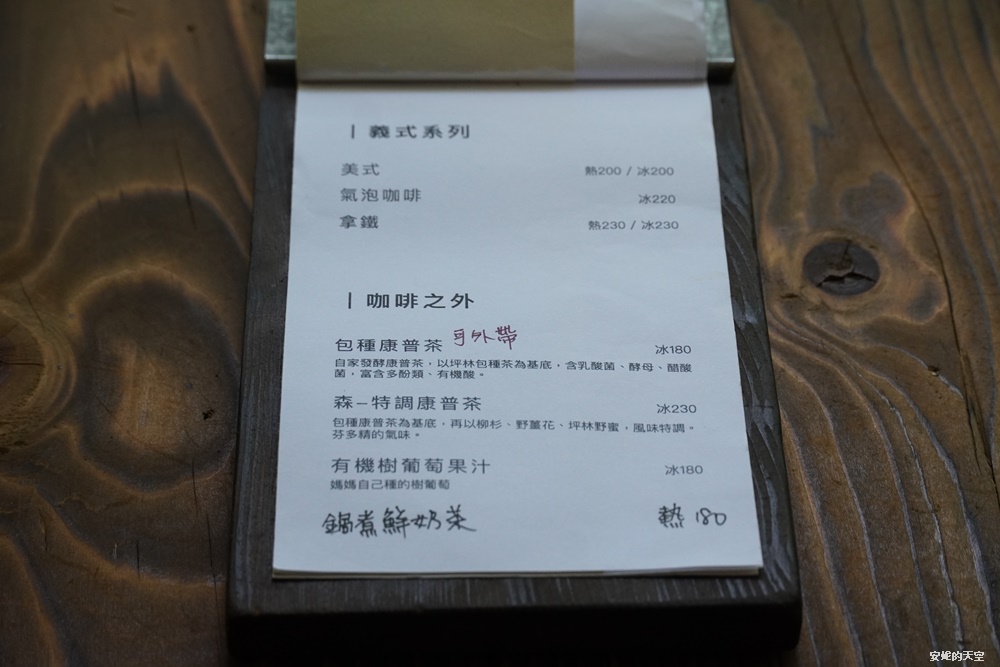 | 義式系列
美式 熱200 / 冰200
氣泡咖啡 冰220
拿鐵 熱230 / 冰230
| 咖啡之外
包種康普茶 可外帶 冰180
自家發酵康普茶，以坪林包種茶為基底，含乳酸菌、酵母、醋酸
菌，富含多酚類、有機酸。
森–特調康普茶 冰230
包種康普茶為基底，再以柳杉、野薑花、坪林野蜜，風味特調。
芬多精的氣味。
有機樹葡萄果汁 冰180
媽媽自己種的樹葡萄
鍋煮鮮奶茶 熱 180
安妮的天空